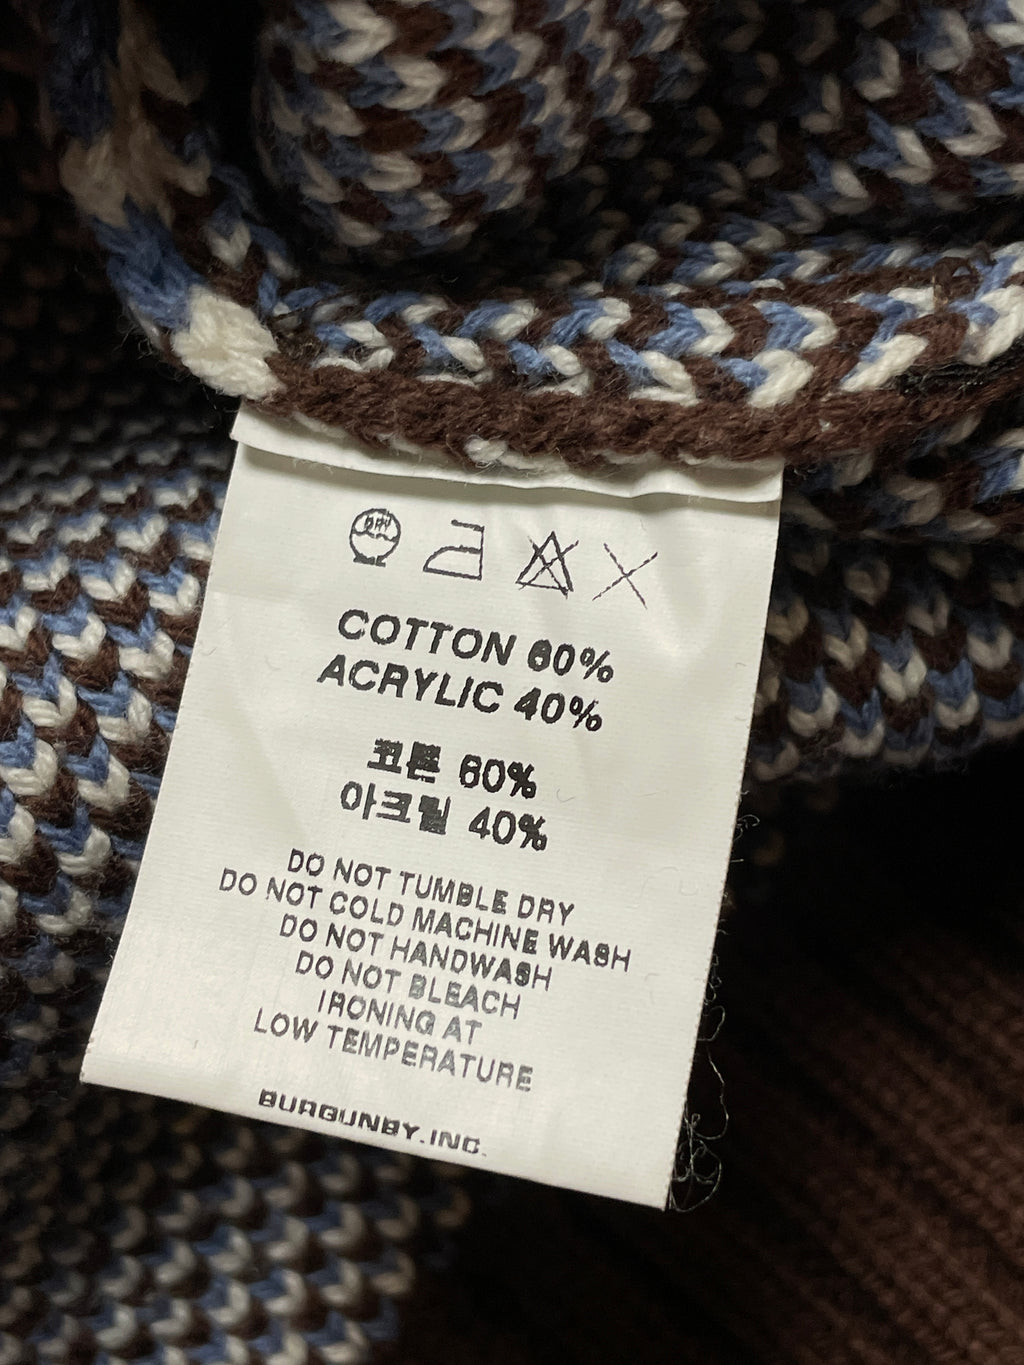 DRY
COTTON 60%
ACRYLIC 40%
코튼 60%
아크릴 40%
DO NOT TUMBLE DRY
DO NOT COLD MACHINE WASH
DO NOT HANDWASH
DO NOT BLEACH
IRONING AT
LOW TEMPERATURE
BURGUNBY.INC.